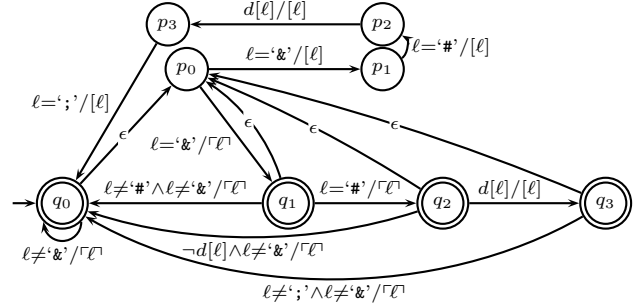 d[ℓ]/[ℓ]
p₃ p₂
ℓ=‘&’/[ℓ] ℓ=‘#’/[ℓ]
p₀ p₁
ℓ=‘;’/[ℓ]
ϵ ℓ=‘&’/⌜ℓ⌝ ϵ ϵ ϵ
ℓ≠‘#’∧ℓ≠‘&’/⌜ℓ⌝ ℓ=‘#’/⌜ℓ⌝ d[ℓ]/[ℓ]
q₀ q₁ q₂ q₃
ℓ≠‘&’/⌜ℓ⌝ ¬d[ℓ]∧ℓ≠‘&’/⌜ℓ⌝
ℓ≠‘;’∧ℓ≠‘&’/⌜ℓ⌝